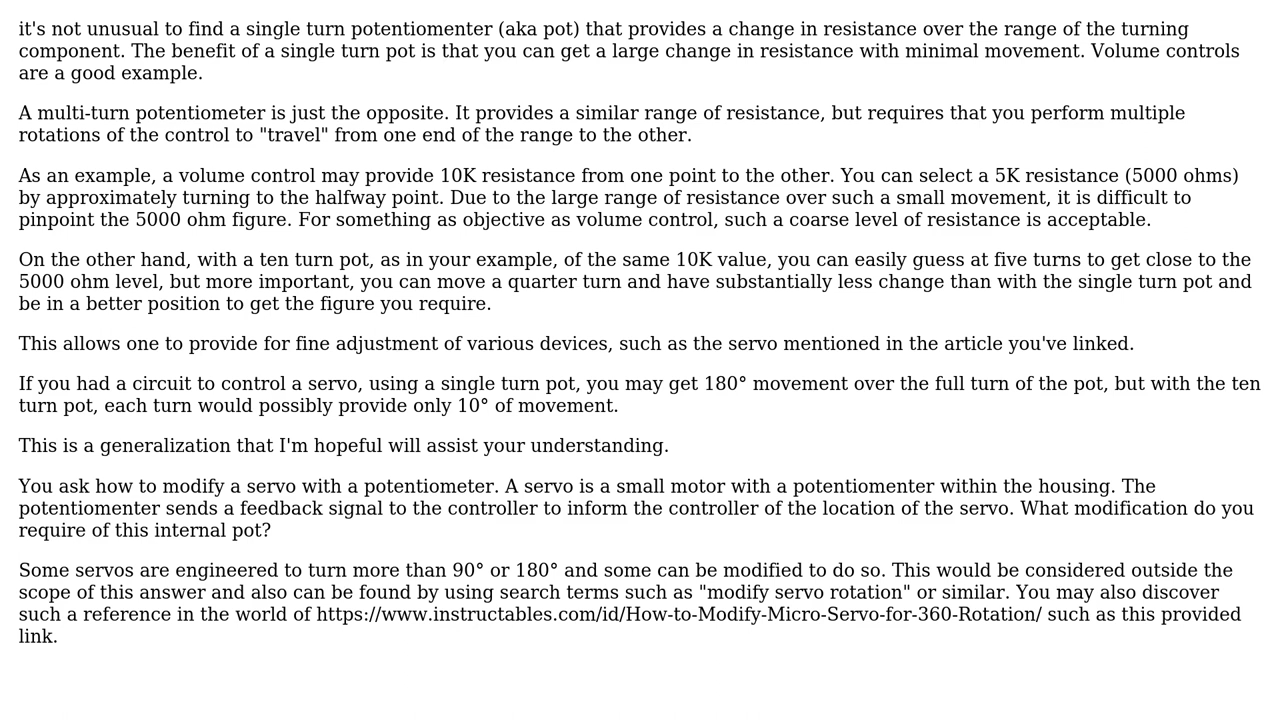 it's not unusual to find a single turn potentiomenter (aka pot) that provides a change in resistance over the range of the turning
component. The benefit of a single turn pot is that you can get a large change in resistance with minimal movement. Volume controls
are a good example.
A multi-turn potentiometer is just the opposite. It provides a similar range of resistance, but requires that you perform multiple
rotations of the control to "travel" from one end of the range to the other.
As an example, a volume control may provide 10K resistance from one point to the other. You can select a 5K resistance (5000 ohms)
by approximately turning to the halfway point. Due to the large range of resistance over such a small movement, it is difficult to
pinpoint the 5000 ohm figure. For something as objective as volume control, such a coarse level of resistance is acceptable.
On the other hand, with a ten turn pot, as in your example, of the same 10K value, you can easily guess at five turns to get close to the
5000 ohm level, but more important, you can move a quarter turn and have substantially less change than with the single turn pot and
be in a better position to get the figure you require.
This allows one to provide for fine adjustment of various devices, such as the servo mentioned in the article you've linked.
If you had a circuit to control a servo, using a single turn pot, you may get 180° movement over the full turn of the pot, but with the ten
turn pot, each turn would possibly provide only 10° of movement.
This is a generalization that I'm hopeful will assist your understanding.
You ask how to modify a servo with a potentiometer. A servo is a small motor with a potentiomenter within the housing. The
potentiomenter sends a feedback signal to the controller to inform the controller of the location of the servo. What modification do you
require of this internal pot?
Some servos are engineered to turn more than 90° or 180° and some can be modified to do so. This would be considered outside the
scope of this answer and also can be found by using search terms such as "modify servo rotation" or similar. You may also discover
such a reference in the world of https://www.instructables.com/id/How-to-Modify-Micro-Servo-for-360-Rotation/ such as this provided
link.